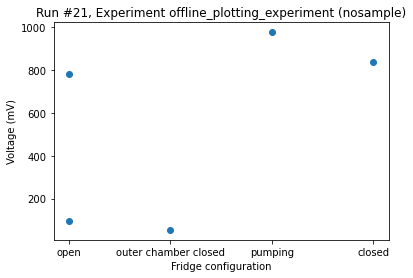 Run #21, Experiment offline_plotting_experiment (nosample)
1000
800
600
400
200
Voltage (mV)
open
outer chamber closed
pumping
closed
Fridge configuration